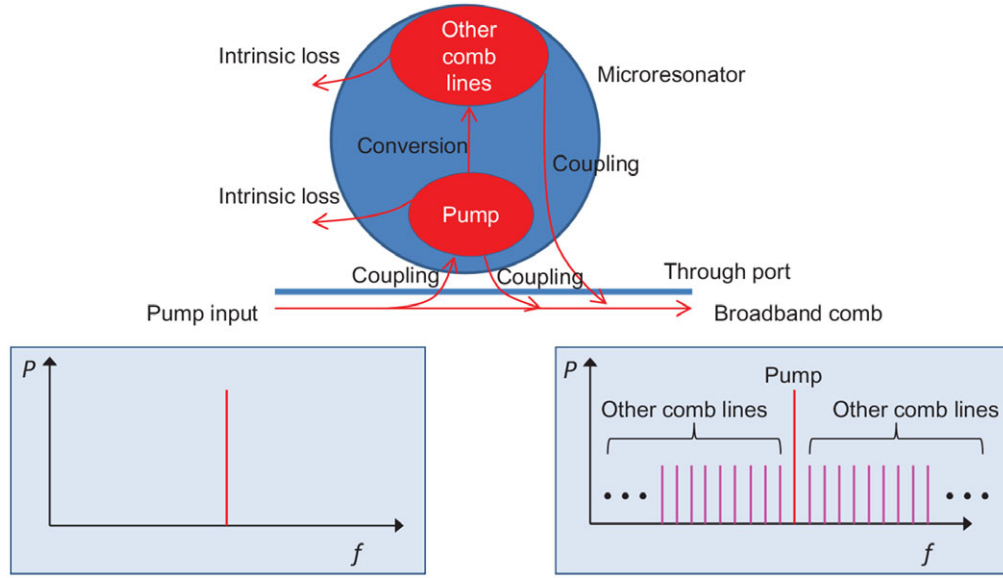 Other
comb
lines
Intrinsic loss
Microresonator
Conversion
Coupling
Intrinsic loss
Pump
Coupling
Coupling
Through port
Pump input
Broadband comb
P
f
P
Pump
Other comb lines
Other comb lines
f